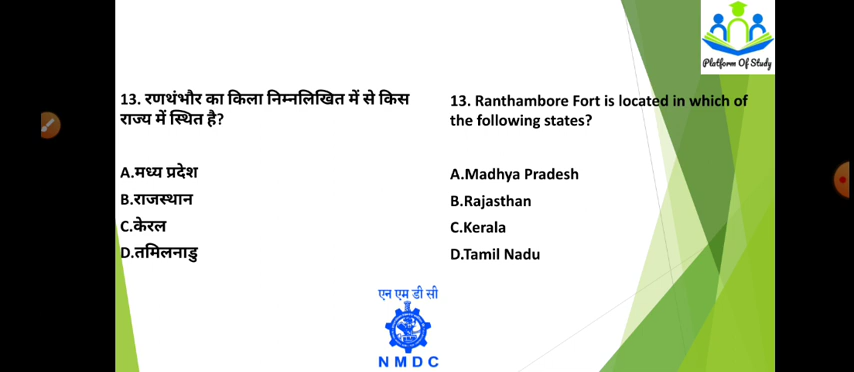 Platform Of Study
13. रणथंभौर का किला निम्नलिखित में से किस
राज्य में स्थित है?
A.मध्य प्रदेश
B.राजस्थान
C.केरल
D.तमिलनाडु
13. Ranthambore Fort is located in which of
the following states?
A.Madhya Pradesh
B.Rajasthan
C.Kerala
D.Tamil Nadu
एन एम डी सी
NMDC